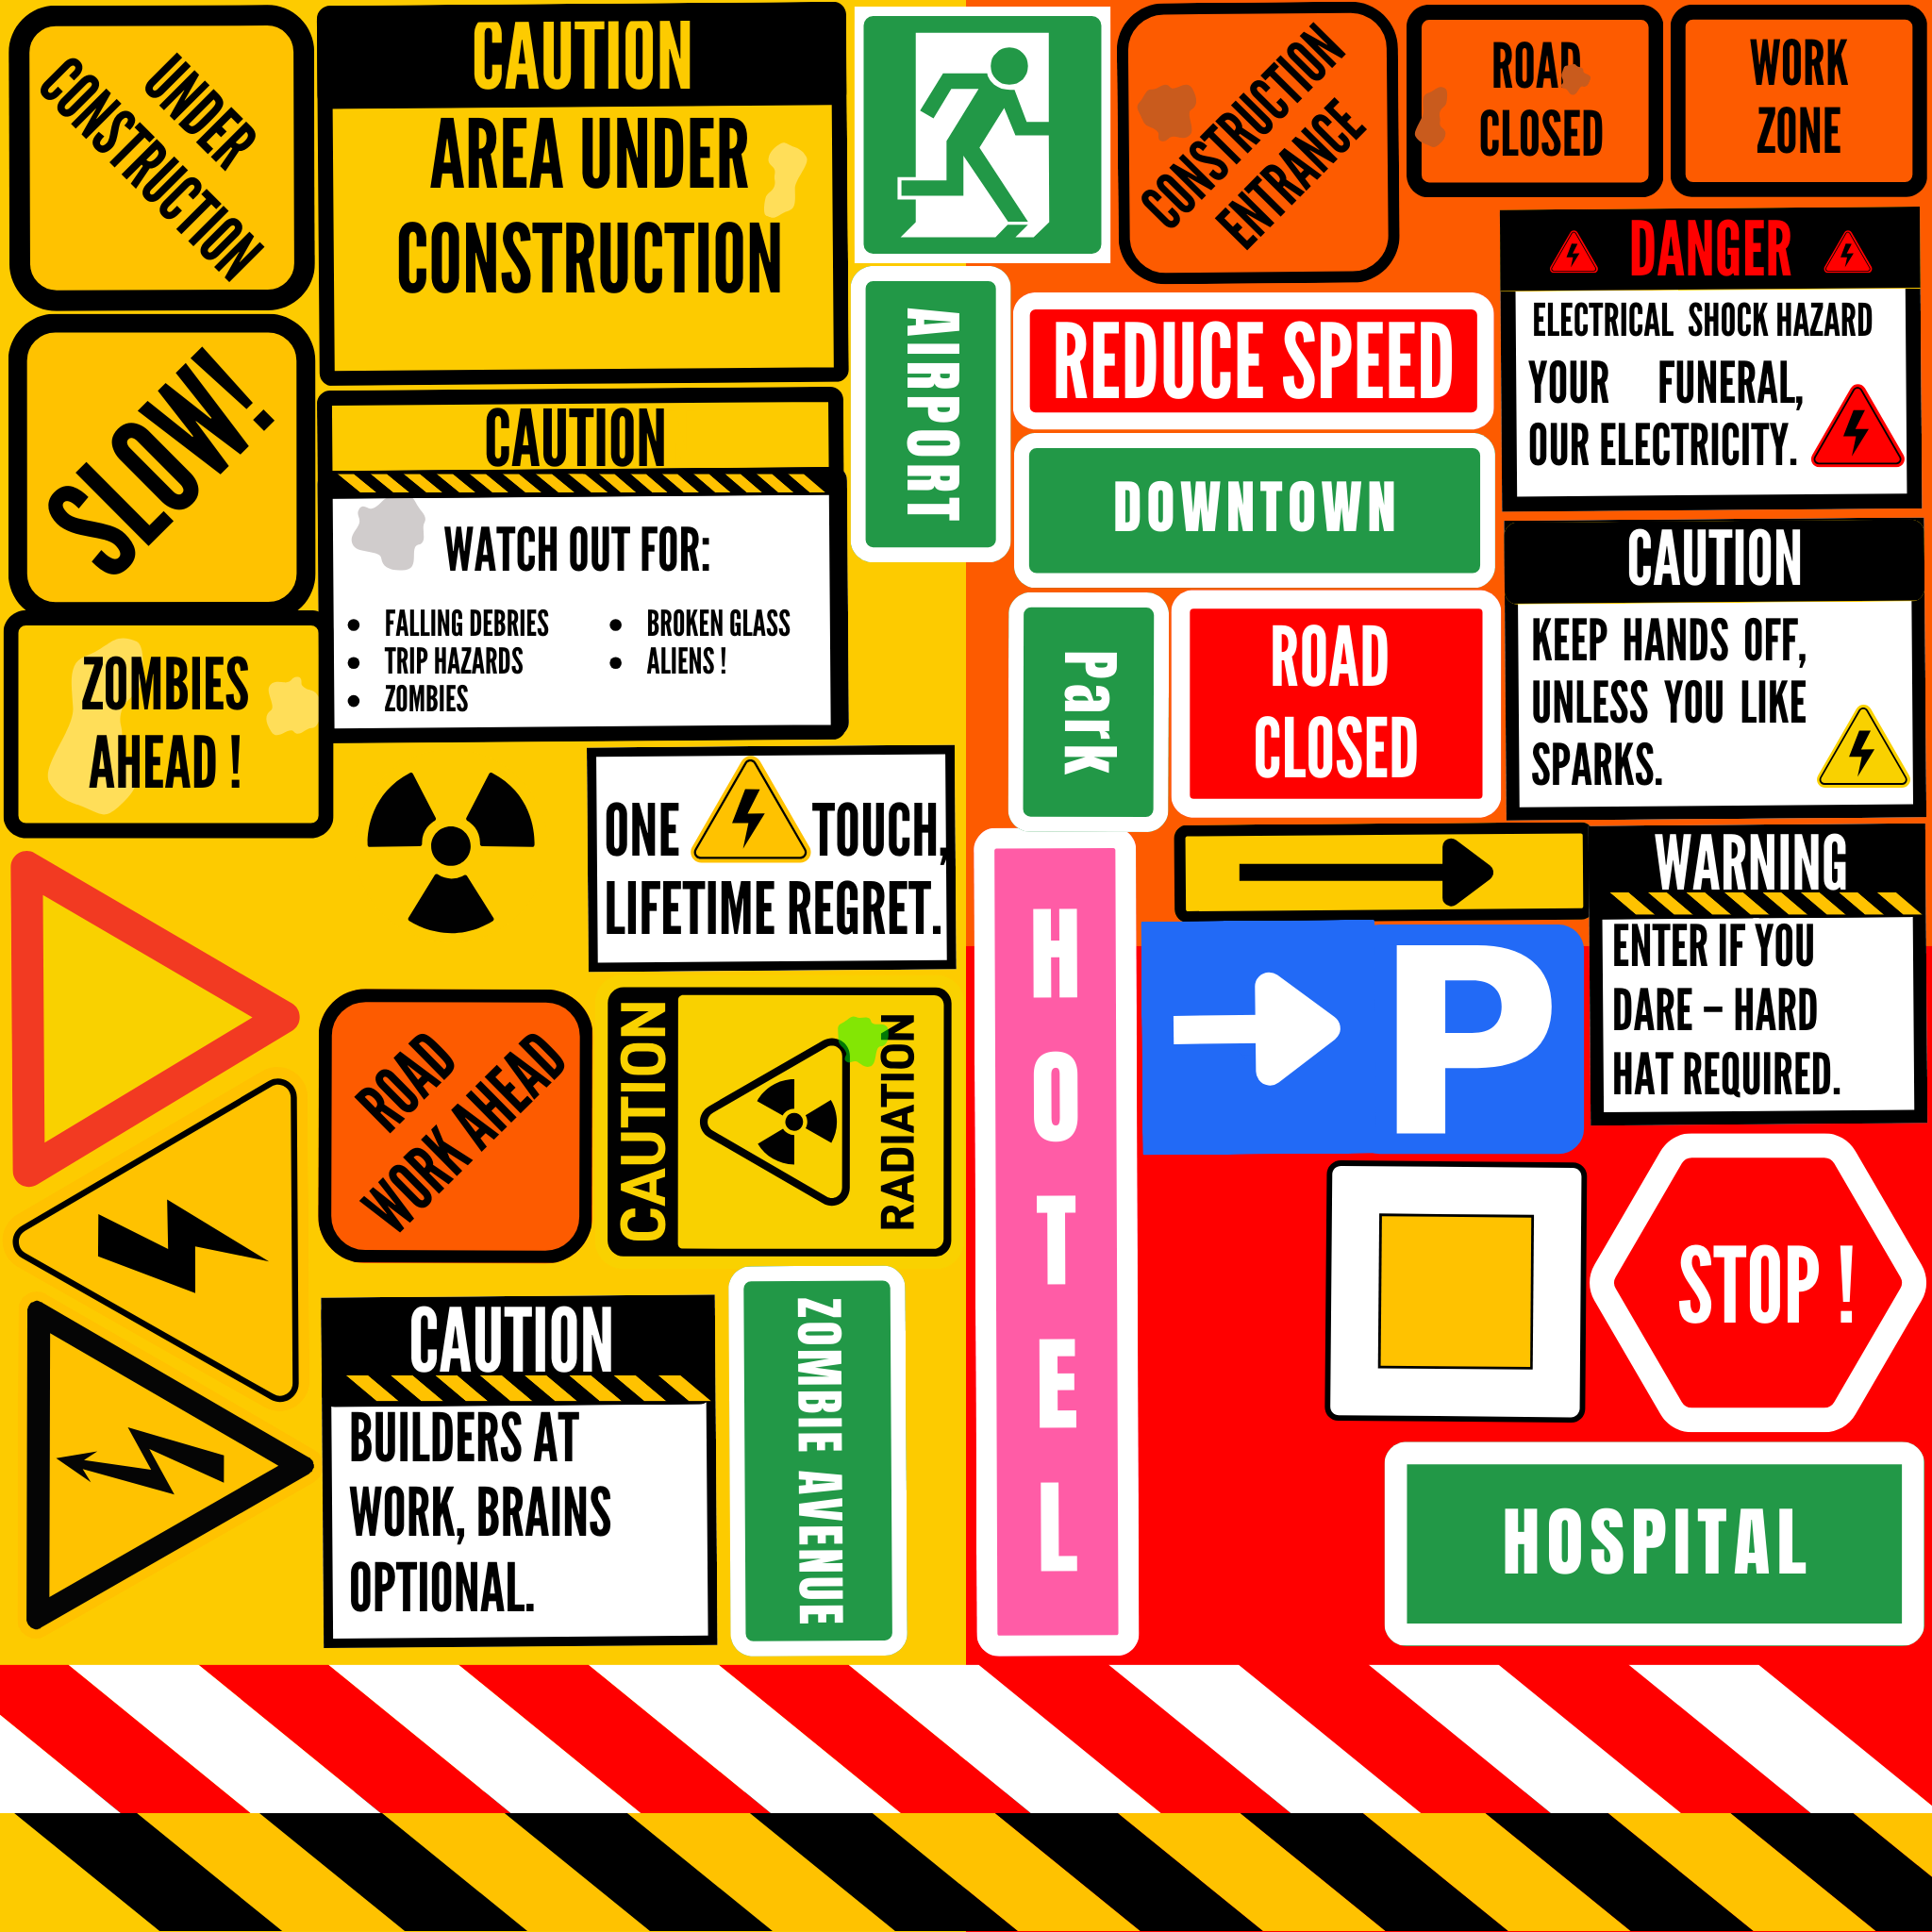 UNDER
CONSTRUCTION
CAUTION
AREA UNDER
CONSTRUCTION
CONSTRUCTION
ENTRANCE
ROAD
CLOSED
WORK
ZONE
SLOW!
CAUTION
WATCH OUT FOR:
FALLING DEBRIES
TRIP HAZARDS
ZOMBIES
BROKEN GLASS
ALIENS !
AIRPORT
REDUCE SPEED
DOWNTOWN
DANGER
ELECTRICAL SHOCK HAZARD
YOUR FUNERAL,
OUR ELECTRICITY.
CAUTION
KEEP HANDS OFF,
UNLESS YOU LIKE
SPARKS.
ZOMBIES
AHEAD !
Park
ROAD
CLOSED
ONE TOUCH,
LIFETIME REGRET.
HOTEL
P
WARNING
ENTER IF YOU
DARE – HARD
HAT REQUIRED.
ROAD
WORK AHEAD
CAUTION
RADIATION
STOP !
CAUTION
BUILDERS AT
WORK, BRAINS
OPTIONAL.
ZOMBIE AVENUE
HOSPITAL